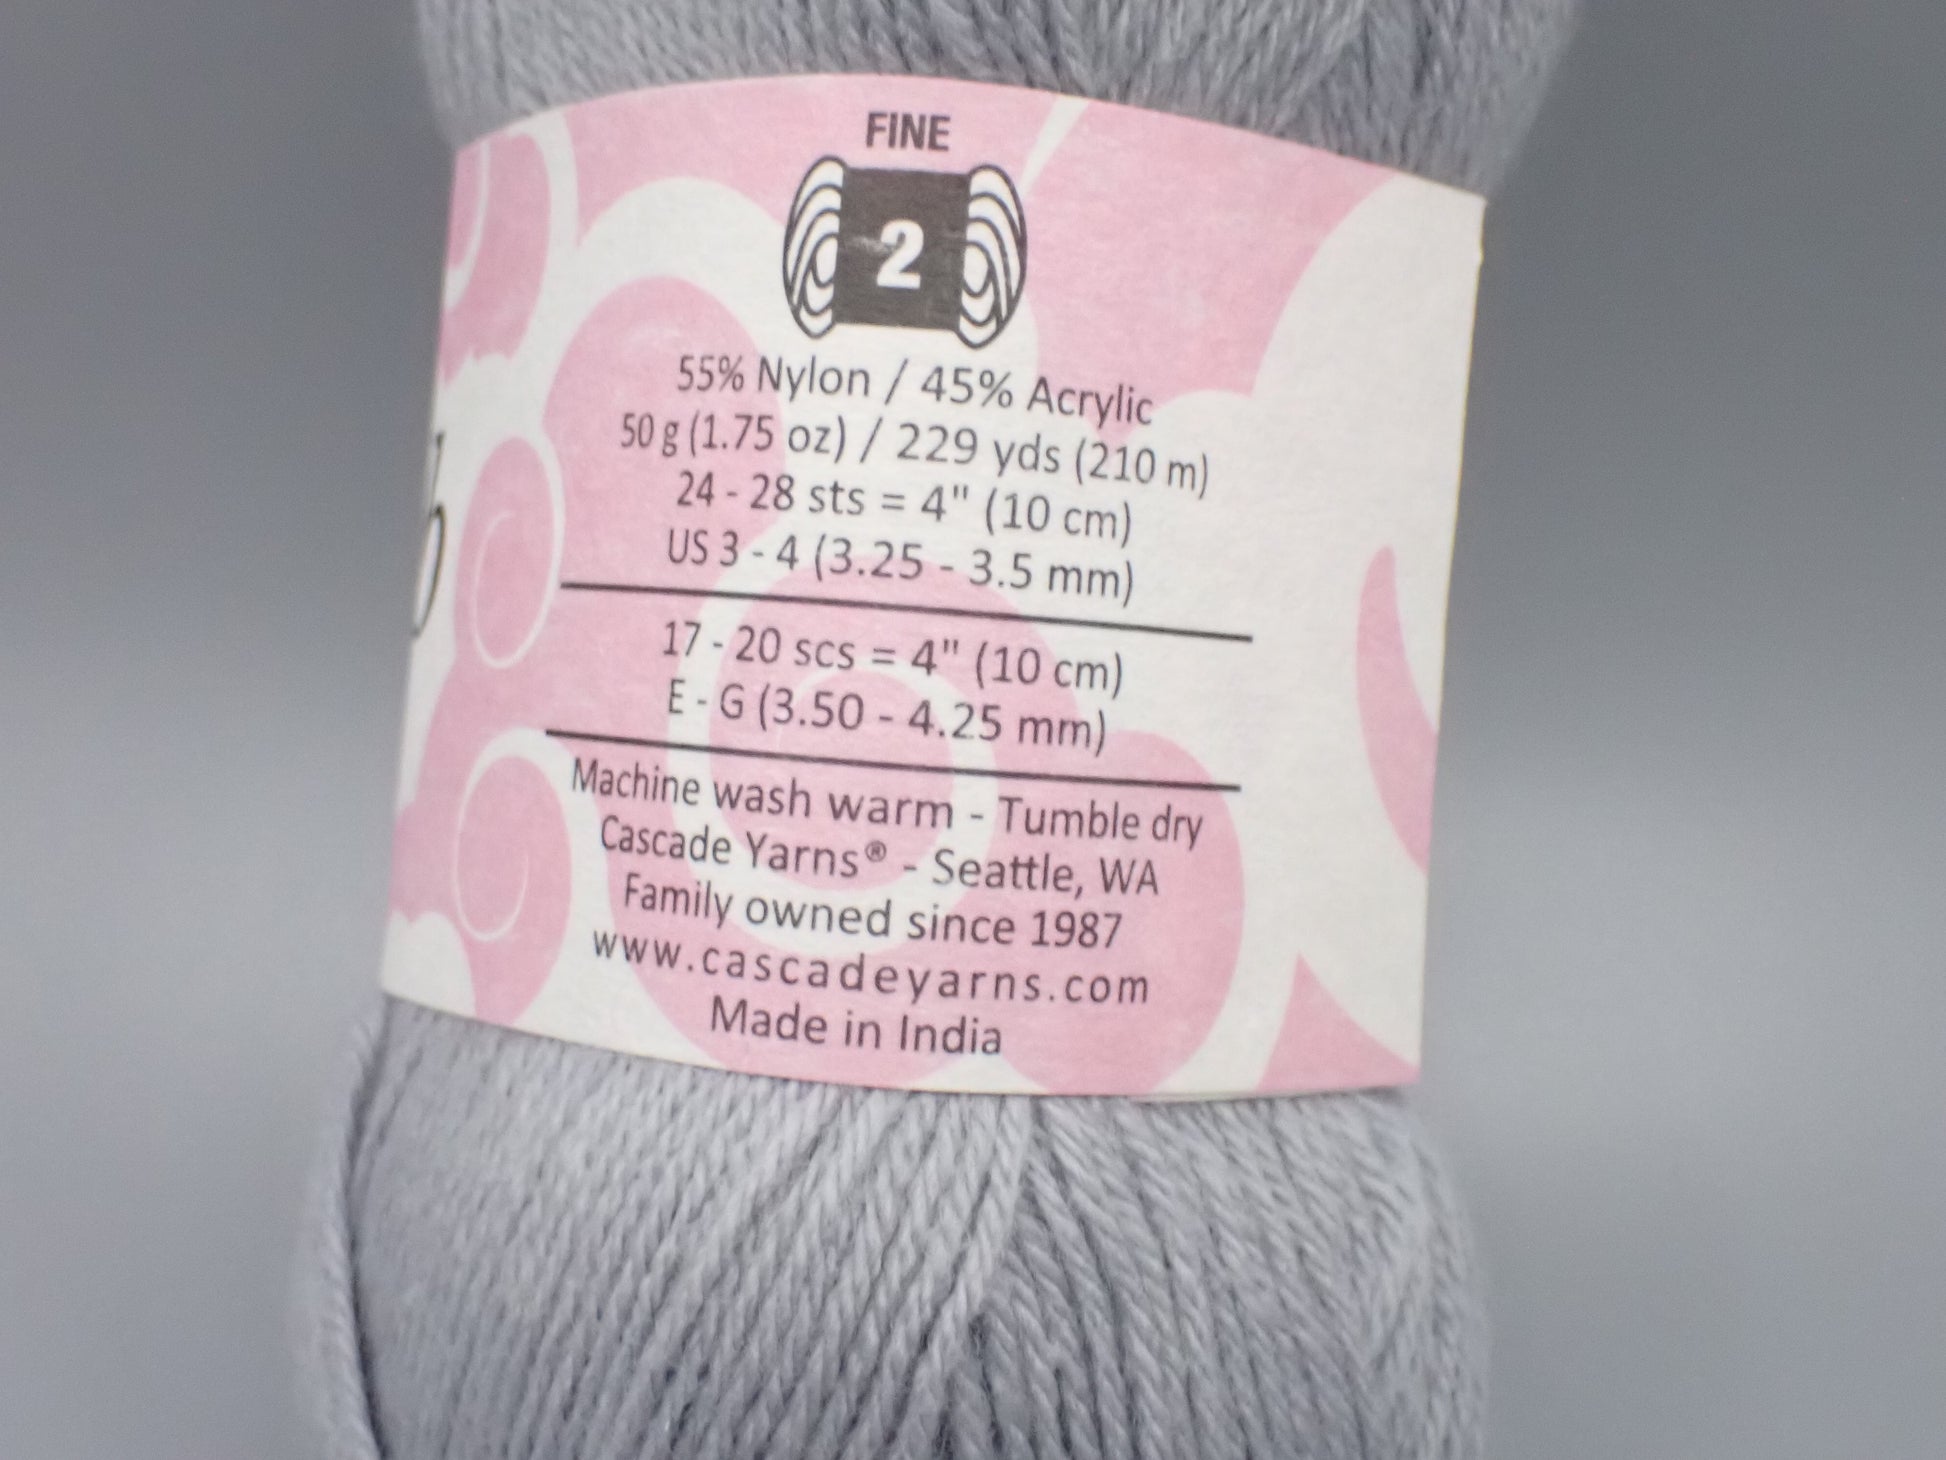 FINE
2
55% Nylon / 45% Acrylic
50 g (1.75 oz) / 229 yds (210 m)
24 - 28 sts = 4" (10 cm)
US 3 - 4 (3.25 - 3.5 mm)
17 - 20 scs = 4" (10 cm)
E - G (3.50 - 4.25 mm)
Machine wash warm - Tumble dry
Cascade Yarns® - Seattle, WA
Family owned since 1987
www.cascadeyarns.com
Made in India